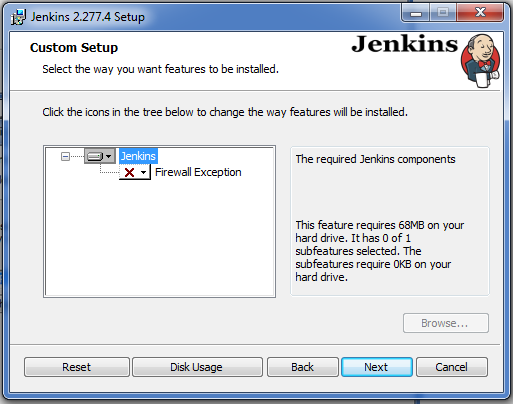 Jenkins 2.277.4 Setup
Custom Setup
Select the way you want features to be installed.
Jenkins
Click the icons in the tree below to change the way features will be installed.
Jenkins
Firewall Exception
The required Jenkins components
This feature requires 68MB on your
hard drive. It has 0 of 1
subfeatures selected. The
subfeatures require 0KB on your
hard drive.
Browse...
Reset
Disk Usage
Back
Next
Cancel